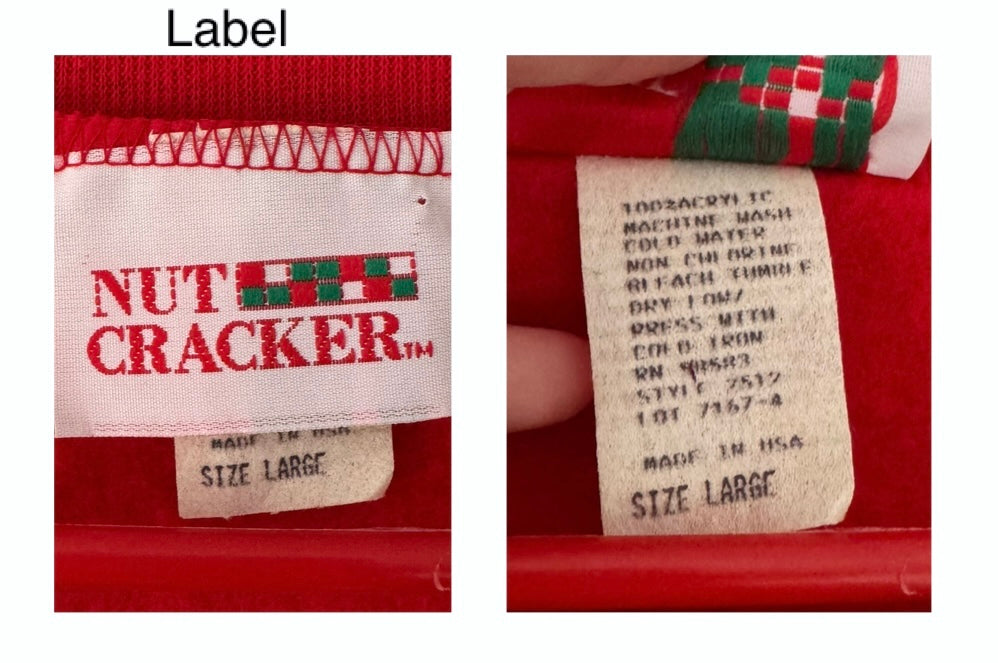 Label
NUT
CRACKER™
MADE IN USA
SIZE LARGE
100% ACRYLIC
MACHINE WASH
COLD WATER
NON CHLORINE
BLEACH TUMBLE
DRY LOW/
PRESS WITH
COLD IRON
RN
STYLE 7512
LOT 7167-4
MADE IN USA
SIZE LARGE